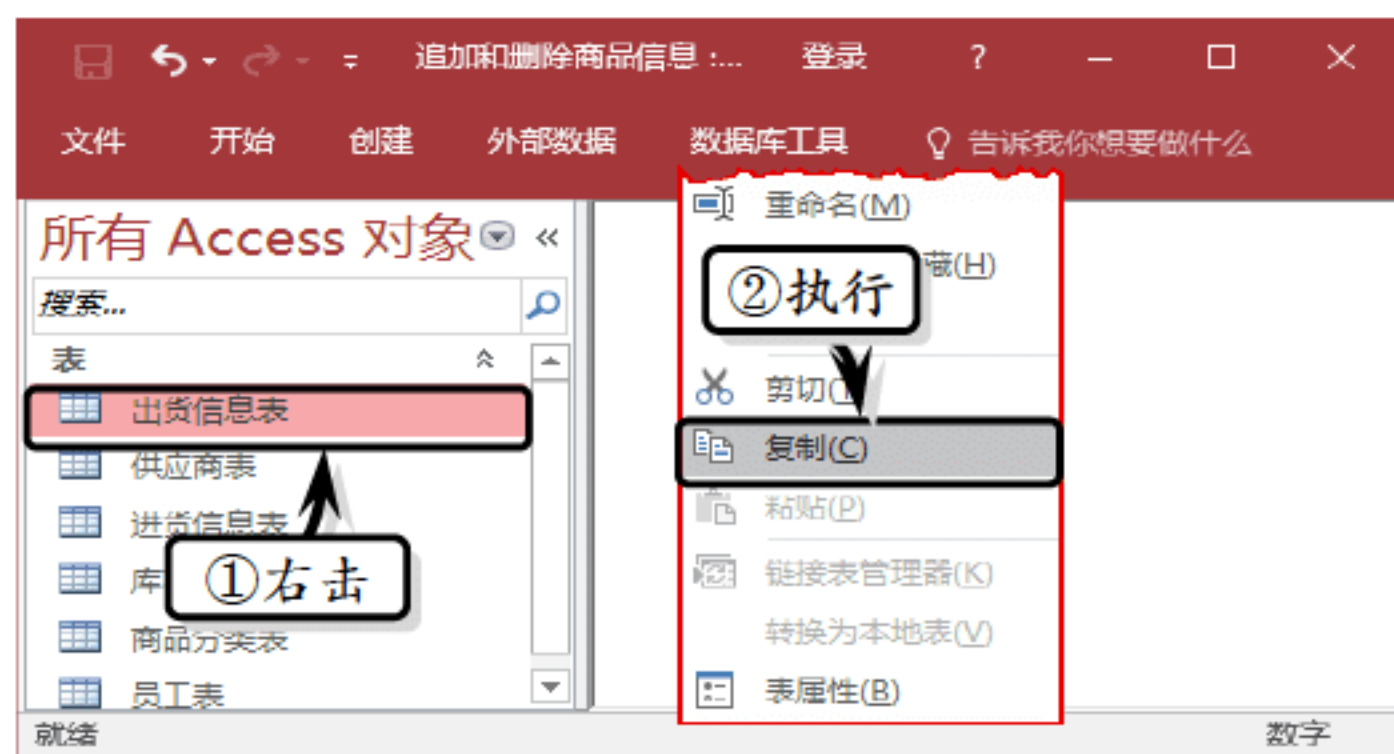 追加和删除商品信息 :... 登录 ?
文件 开始 创建 外部数据 数据库工具 告诉我你想要做什么
所有 Access 对象 «
搜索...
表
出货信息表
供应商表
进货信息表
①右击
库
商品分类表
员工表
重命名(M)
藏(H)
②执行
剪切(
复制(C)
粘贴(P)
链接表管理器(K)
转换为本地表(V)
表属性(B)
就绪 数字